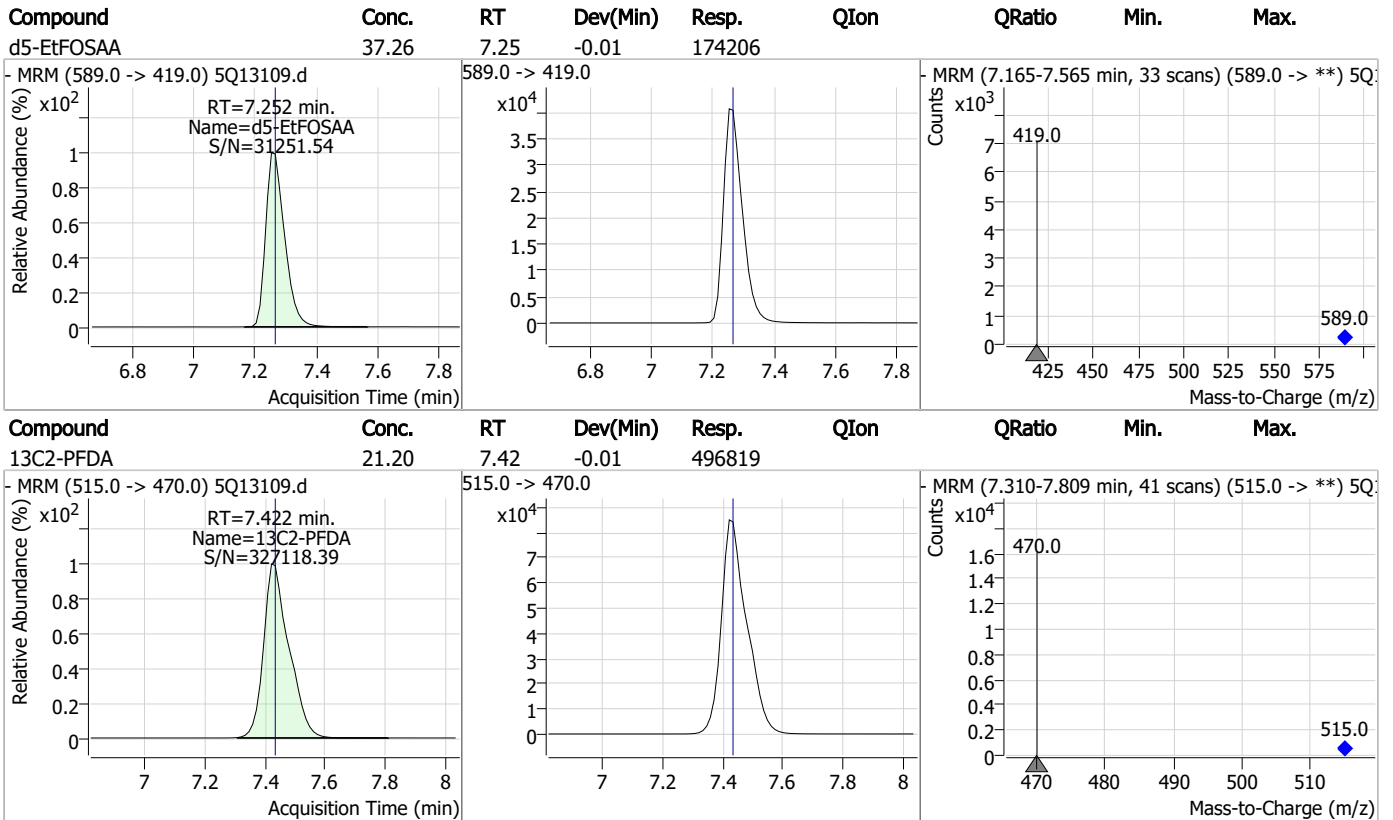 Compound Conc. RT Dev(Min) Resp. QIon QRatio Min. Max.
d5-EtFOSAA 37.26 7.25 -0.01 174206
- MRM (589.0 -> 419.0) 5Q13109.d
x10²
RT=7.252 min.
Name=d5-EtFOSAA
S/N=31251.54
Relative Abundance (%)
1
0.8
0.6
0.4
0.2
0
6.8 7 7.2 7.4 7.6 7.8
Acquisition Time (min)
589.0 -> 419.0
x10⁴
3.5
3
2.5
2
1.5
1
0.5
0
6.8 7 7.2 7.4 7.6 7.8
- MRM (7.165-7.565 min, 33 scans) (589.0 -> **) 5Q
Counts
x10³
419.0
7
6
5
4
3
2
1
0
589.0
425 450 475 500 525 550 575
Mass-to-Charge (m/z)
Compound Conc. RT Dev(Min) Resp. QIon QRatio Min. Max.
13C2-PFDA 21.20 7.42 -0.01 496819
- MRM (515.0 -> 470.0) 5Q13109.d
x10²
RT=7.422 min.
Name=13C2-PFDA
S/N=327118.39
Relative Abundance (%)
1
0.8
0.6
0.4
0.2
0
7 7.2 7.4 7.6 7.8 8
Acquisition Time (min)
515.0 -> 470.0
x10⁴
7
6
5
4
3
2
1
0
7 7.2 7.4 7.6 7.8 8
- MRM (7.310-7.809 min, 41 scans) (515.0 -> **) 5Q
Counts
x10⁴
470.0
1.6
1.4
1.2
1
0.8
0.6
0.4
0.2
0
515.0
470 480 490 500 510
Mass-to-Charge (m/z)